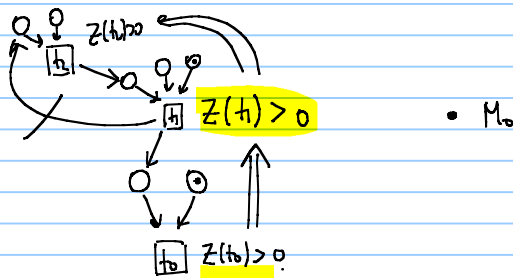 Z(t₂)>0
t₂
t₁ Z(t₁) > 0
• M₀
t₀ Z(t₀) > 0.